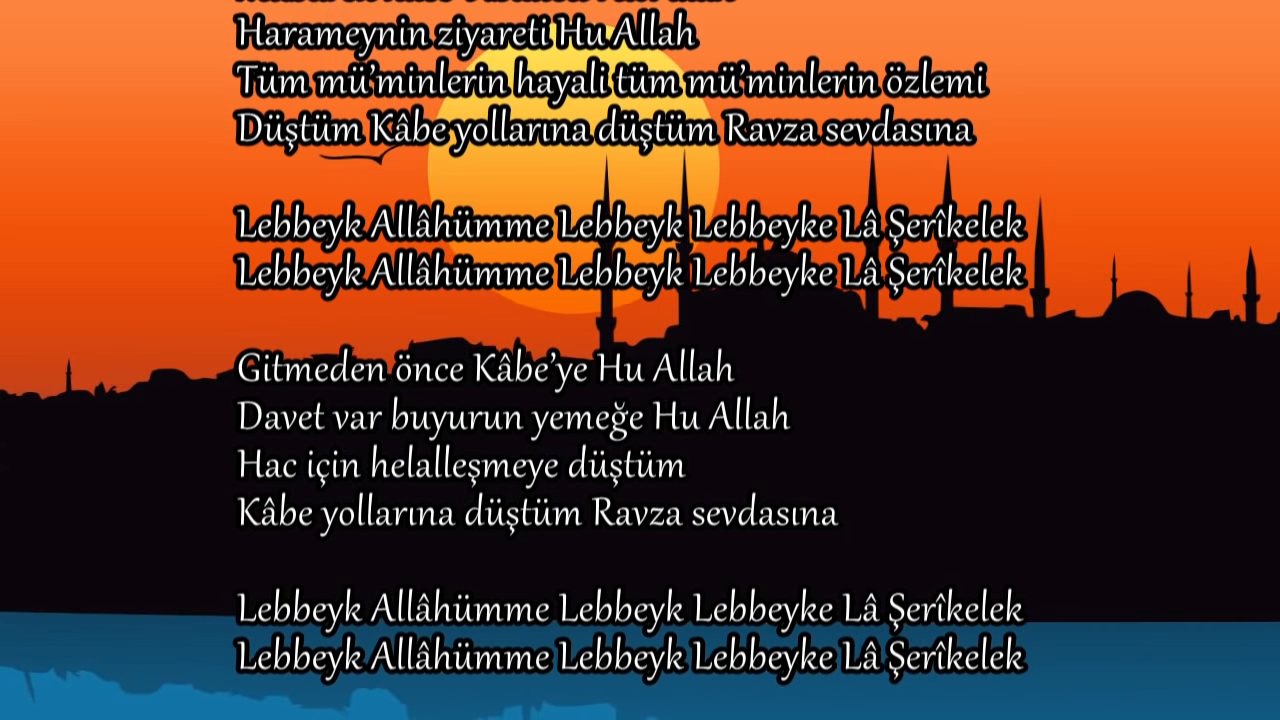 Harameynin ziyareti Hu Allah
Tüm mü’minlerin hayali tüm mü’minlerin özlemi
Düştüm Kâbe yollarına düştüm Ravza sevdasına
Lebbeyk Allâhümme Lebbeyk Lebbeyke Lâ Şerîkelek
Lebbeyk Allâhümme Lebbeyk Lebbeyke Lâ Şerîkelek
Gitmeden önce Kâbe’ye Hu Allah
Davet var buyurun yemeğe Hu Allah
Hac için helalleşmeye düştüm
Kâbe yollarına düştüm Ravza sevdasına
Lebbeyk Allâhümme Lebbeyk Lebbeyke Lâ Şerîkelek
Lebbeyk Allâhümme Lebbeyk Lebbeyke Lâ Şerîkelek